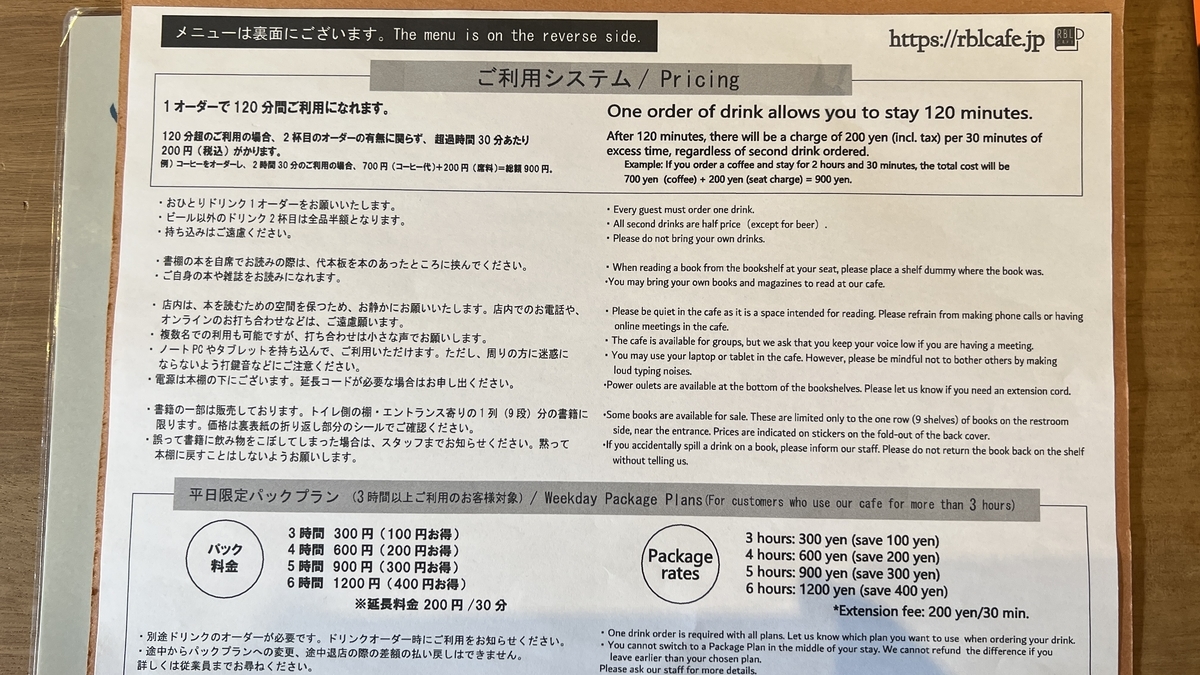 メニューは裏面にございます。The menu is on the reverse side.
https://rblcafe.jp
RBL
ご利用システム / Pricing
1オーダーで120分間ご利用になれます。
120分超のご利用の場合、2杯目のオーダーの有無に関らず、超過時間30分あたり
200円（税込）がかります。
例）コーヒーをオーダーし、2時間30分のご利用の場合、700円（コーヒー代）+200円（席料）=総額900円。
One order of drink allows you to stay 120 minutes.
After 120 minutes, there will be a charge of 200 yen (incl. tax) per 30 minutes of
excess time, regardless of second drink ordered.
Example: If you order a coffee and stay for 2 hours and 30 minutes, the total cost will be
700 yen (coffee) + 200 yen (seat charge) = 900 yen.
・おひとりドリンク1オーダーをお願いいたします。
・ビール以外のドリンク2杯目は全品半額となります。
・持ち込みはご遠慮ください。
・書棚の本を自席でお読みの際は、代本板を本のあったところに挟んでください。
・ご自身の本や雑誌をお読みになれます。
・店内は、本を読むための空間を保つため、お静かにお願いいたします。店内でのお電話や、
オンラインのお打ち合わせなどは、ご遠慮願います。
・複数名での利用も可能ですが、打ち合わせは小さな声でお願いします。
・ノートPCやタブレットを持ち込んで、ご利用いただけます。ただし、周りの方に迷惑に
ならないよう打鍵音などにご注意ください。
・電源は本棚の下にございます。延長コードが必要な場合はお申し出ください。
・書籍の一部は販売しております。トイレ側の棚・エントランス寄りの1列（9段）分の書籍に
限ります。価格は裏表紙の折り返し部分のシールでご確認ください。
・誤って書籍に飲み物をこぼしてしまった場合は、スタッフまでお知らせください。黙って
本棚に戻すことはしないようお願いします。
・Every guest must order one drink.
・All second drinks are half price（except for beer）.
・Please do not bring your own drinks.
・When reading a book from the bookshelf at your seat, please place a shelf dummy where the book was.
・You may bring your own books and magazines to read at our cafe.
・Please be quiet in the cafe as it is a space intended for reading. Please refrain from making phone calls or having
online meetings in the cafe.
・The cafe is available for groups, but we ask that you keep your voice low if you are having a meeting.
・You may use your laptop or tablet in the cafe. However, please be mindful not to bother others by making
loud typing noises.
・Power oulets are available at the bottom of the bookshelves. Please let us know if you need an extension cord.
・Some books are available for sale. These are limited only to the one row (9 shelves) of books on the restroom
side, near the entrance. Prices are indicated on stickers on the fold-out of the back cover.
・If you accidentally spill a drink on a book, please inform our staff. Please do not return the book back on the shelf
without telling us.
平日限定パックプラン （3時間以上ご利用のお客様対象）/ Weekday Package Plans(For customers who use our cafe for more than 3 hours)
パック
料金
3時間 300円（100円お得）
4時間 600円（200円お得）
5時間 900円（300円お得）
6時間 1200円（400円お得）
※延長料金 200円/30分
Package
rates
3 hours: 300 yen (save 100 yen)
4 hours: 600 yen (save 200 yen)
5 hours: 900 yen (save 300 yen)
6 hours: 1200 yen (save 400 yen)
*Extension fee: 200 yen/30 min.
・別途ドリンクのオーダーが必要です。ドリンクオーダー時にご利用をお知らせください。
・途中からパックプランへの変更、途中退店の際の差額の払い戻しはできません。
詳しくは従業員までお尋ねください。
・One drink order is required with all plans. Let us know which plan you want to use when ordering your drink.
・You cannot switch to a Package Plan in the middle of your stay. We cannot refund the difference if you
leave earlier than your chosen plan.
Please ask our staff for more details.